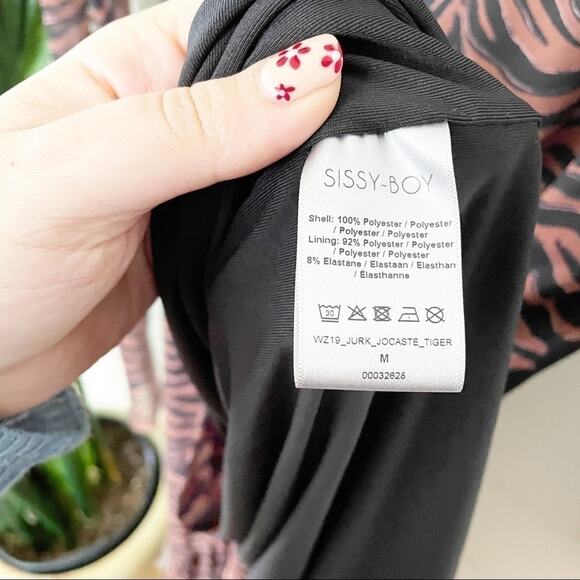 SISSY-BOY
Shell: 100% Polyester / Polyester
/ Polyester / Polyester
Lining: 92% Polyester / Polyester
/ Polyester / Polyester
8% Elastane / Elastaan / Elasthan
/ Élasthanne
30
WZ19_JURK_JOCASTE_TIGER
M
00032628